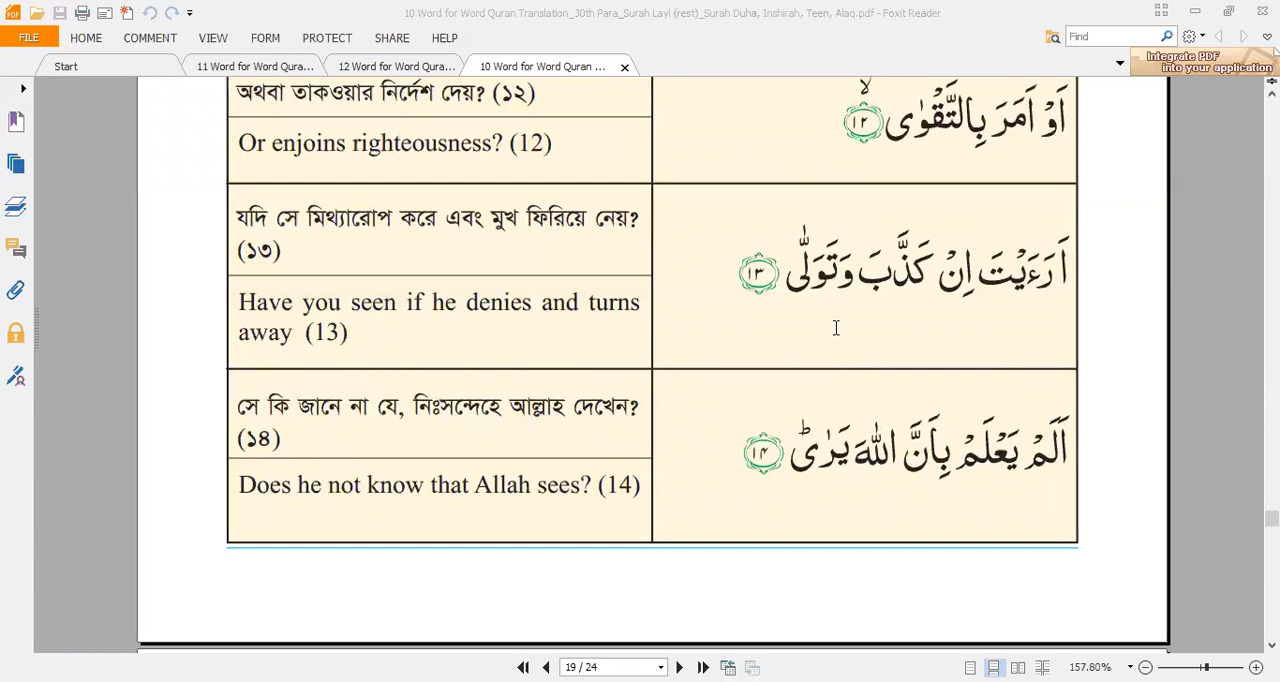 10 Word for Word Quran Translation_30th Para_Surah Layl (rest)_Surah Duha, Inshirah, Teen, Alaq.pdf - Foxit Reader
FILE HOME COMMENT VIEW FORM PROTECT SHARE HELP
Find
Integrate PDF
into your application
Start
11 Word for Word Qura...
12 Word for Word Qura...
10 Word for Word Quran ...
অথবা তাকওয়ার নির্দেশ দেয়? (১২)
Or enjoins righteousness? (12)
اَوْ اَمَرَ بِالتَّقْوٰى ۙ ١٢
যদি সে মিথ্যারোপ করে এবং মুখ ফিরিয়ে নেয়?
(১৩)
Have you seen if he denies and turns
away (13)
اَرَءَيْتَ اِنْ كَذَّبَ وَتَوَلّٰى ١٣
সে কি জানে না যে, নিঃসন্দেহে আল্লাহ দেখেন?
(১৪)
Does he not know that Allah sees? (14)
اَلَمْ يَعْلَمْ بِاَنَّ اللّٰهَ يَرٰى ؕ ١٤
19 / 24
157.80%